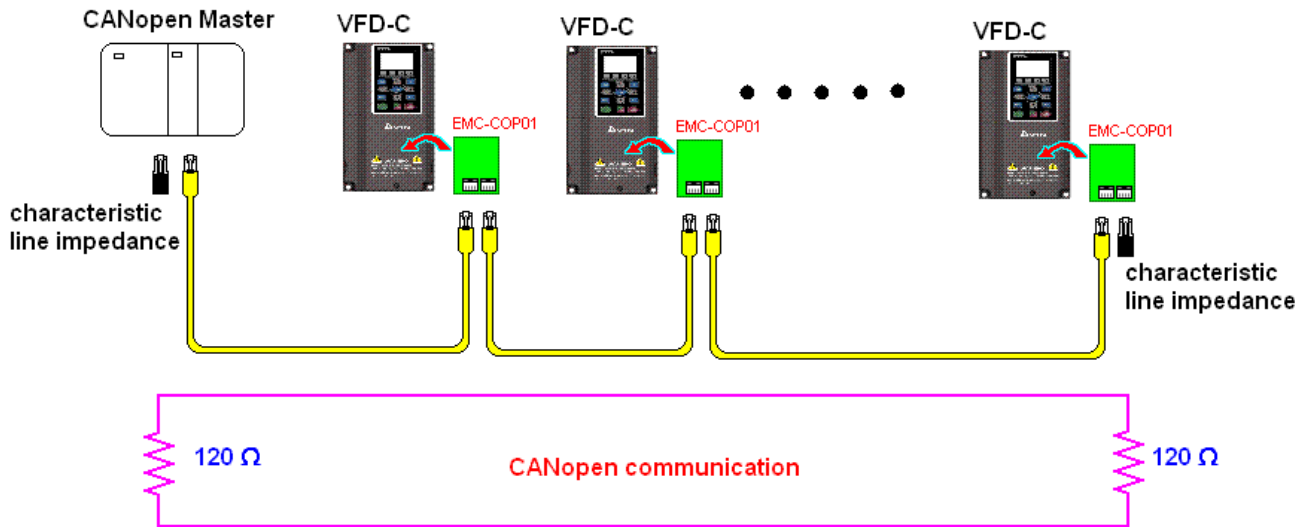 CANopen Master
VFD-C
VFD-C
VFD-C
EMC-COP01
EMC-COP01
EMC-COP01
characteristic
line impedance
characteristic
line impedance
120 Ω
CANopen communication
120 Ω